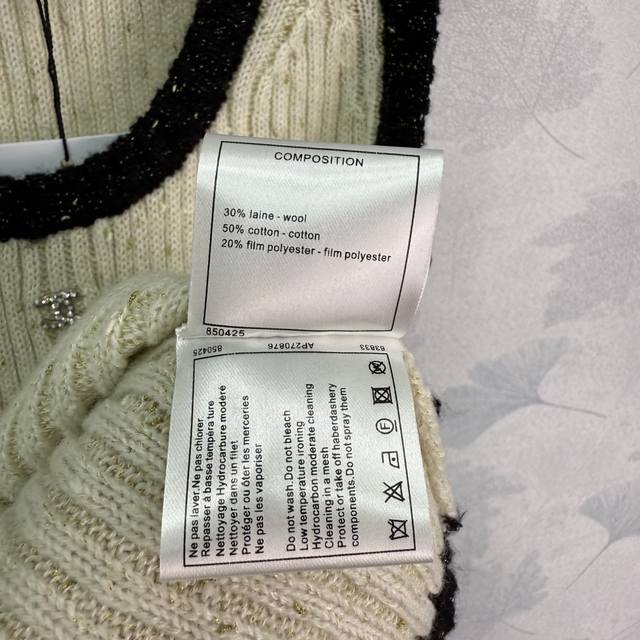 COMPOSITION
30% laine - wool
50% cotton - cotton
20% film polyester - film polyester
850425
850425
AP270876
63833
Ne pas laver.Ne pas chlorer
Repasser à basse tempera ture
Nettoyage Hydrocarbure modéré
Nettoyer dans un filet
Protéger ou ôter les merceries
Ne pas les vaporiser
Do not wash. Do not bleach
Low temperature ironing
Hydrocarbon moderate cleaning
Cleaning in a mesh
Protect or take off haberdashery
components.Do not spray them